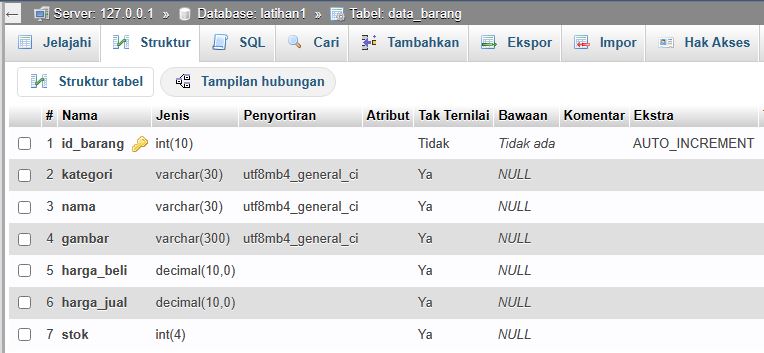 ← Server: 127.0.0.1 » Database: latihan1 » Tabel: data_barang
Jelajahi Struktur SQL Cari Tambahkan Ekspor Impor Hak Akses
Struktur tabel Tampilan hubungan
# Nama Jenis Penyortiran Atribut Tak Ternilai Bawaan Komentar Ekstra
1 id_barang int(10) Tidak Tidak ada AUTO_INCREMENT
2 kategori varchar(30) utf8mb4_general_ci Ya NULL
3 nama varchar(30) utf8mb4_general_ci Ya NULL
4 gambar varchar(300) utf8mb4_general_ci Ya NULL
5 harga_beli decimal(10,0) Ya NULL
6 harga_jual decimal(10,0) Ya NULL
7 stok int(4) Ya NULL